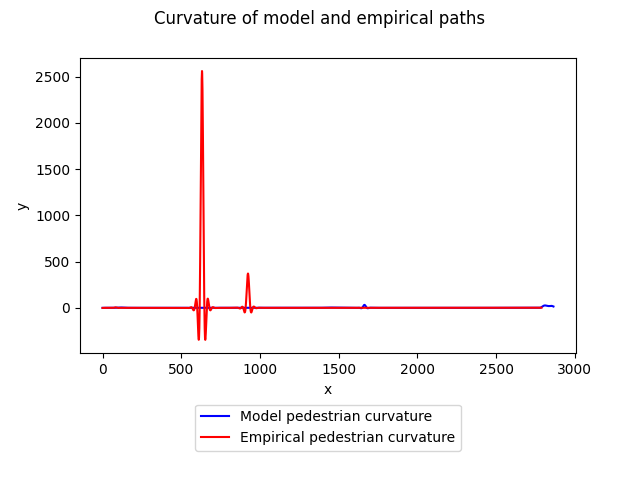 Curvature of model and empirical paths
2500
2000
1500
1000
500
0
y
0 500 1000 1500 2000 2500 3000
x
Model pedestrian curvature
Empirical pedestrian curvature